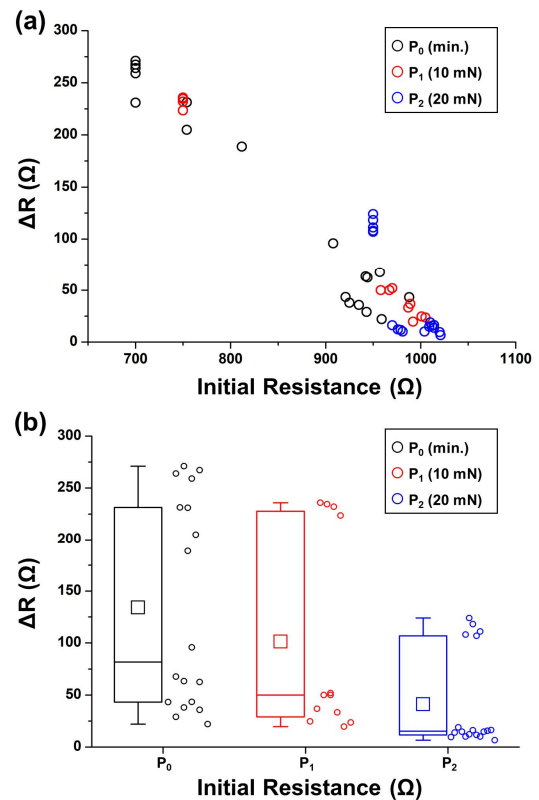 (a)
300
250
200
150
100
50
0
ΔR (Ω)
P₀ (min.)
P₁ (10 mN)
P₂ (20 mN)
700 800 900 1000 1100
Initial Resistance (Ω)
(b)
300
250
200
150
100
50
0
ΔR (Ω)
P₀ (min.)
P₁ (10 mN)
P₂ (20 mN)
P₀ P₁ P₂
Initial Resistance (Ω)